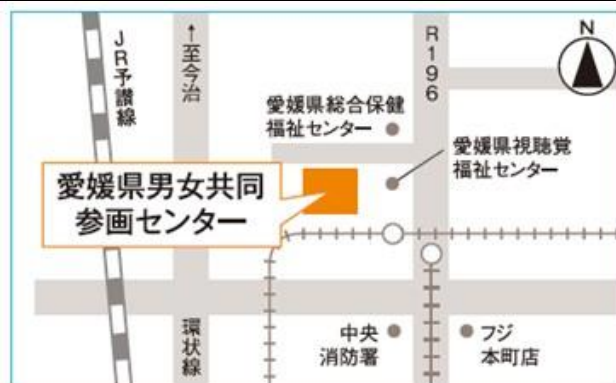 JR予讃線
↑至今治
R196
N
愛媛県総合保健
福祉センター
愛媛県視聴覚
福祉センター
愛媛県男女共同
参画センター
環状線
中央
消防署
フジ
本町店